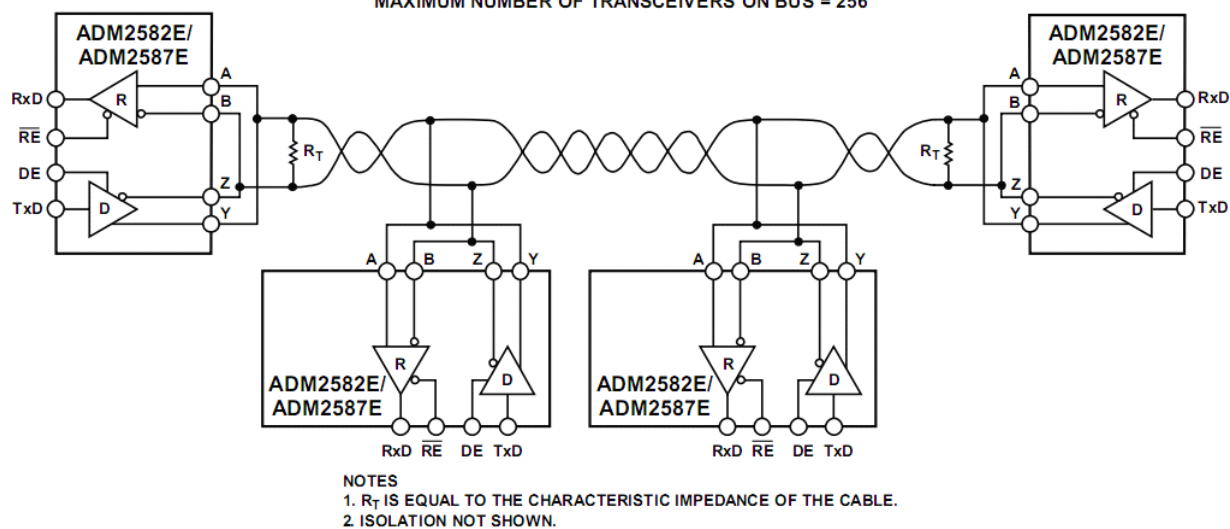 MAXIMUM NUMBER OF TRANSCEIVERS ON BUS = 256
ADM2582E/
ADM2587E
A
RxD
R
B
RE
RT
DE
Z
TxD
D
Y
ADM2582E/
ADM2587E
A
B
R
RxD
RE
RT
DE
Z
D
TxD
Y
A
B
Z
Y
R
D
ADM2582E/
ADM2587E
RxD
RE
DE
TxD
A
B
Z
Y
R
D
ADM2582E/
ADM2587E
RxD
RE
DE
TxD
NOTES
1. RT IS EQUAL TO THE CHARACTERISTIC IMPEDANCE OF THE CABLE.
2. ISOLATION NOT SHOWN.